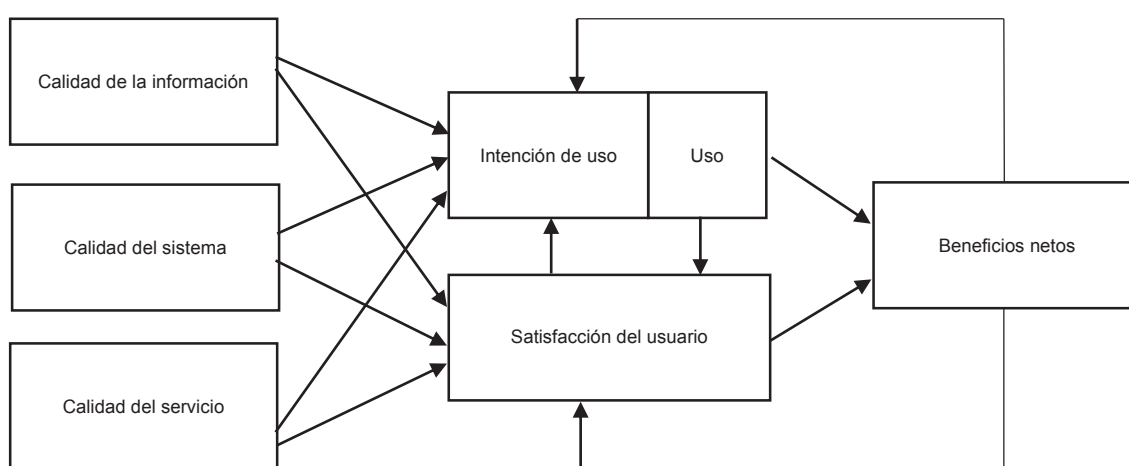 Calidad de la información
Intención de uso
Uso
Calidad del sistema
Beneficios netos
Satisfacción del usuario
Calidad del servicio